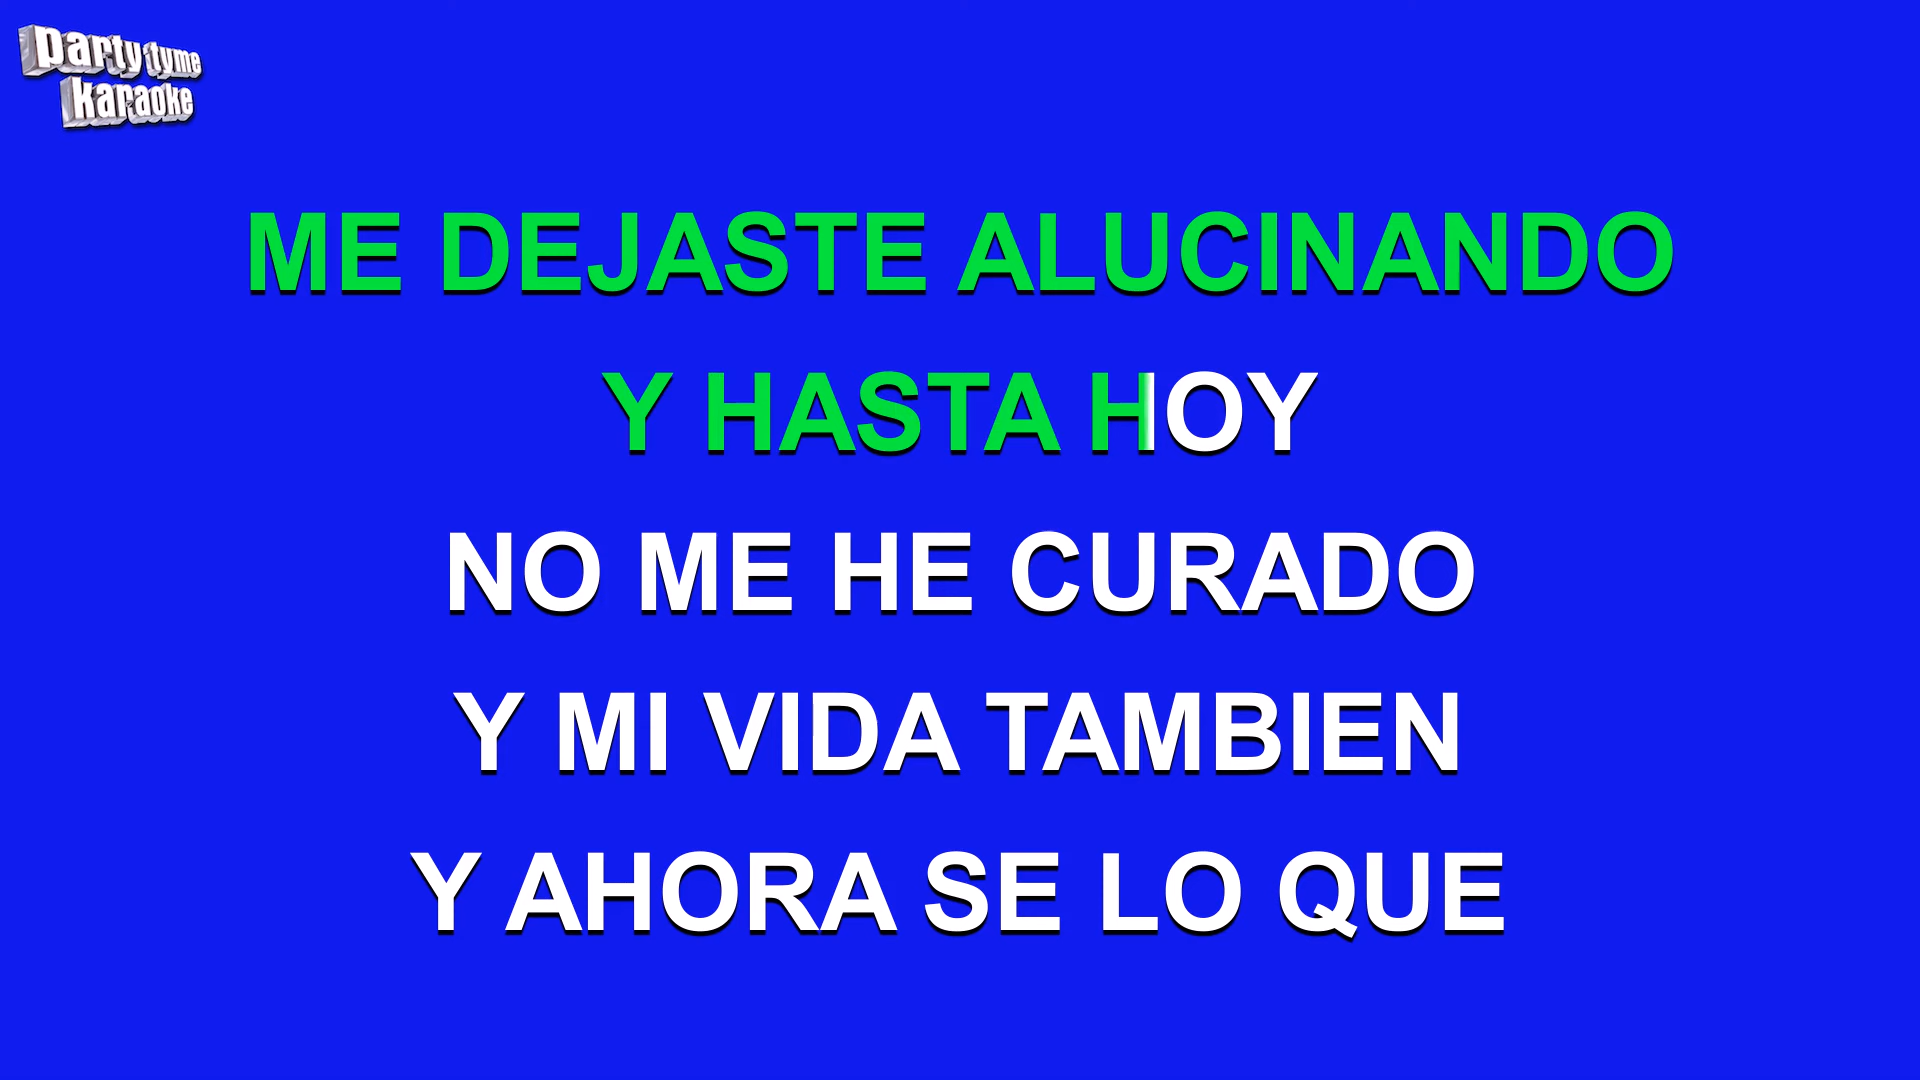 party tyme
karaoke
ME DEJASTE ALUCINANDO
Y HASTA HOY
NO ME HE CURADO
Y MI VIDA TAMBIEN
Y AHORA SE LO QUE